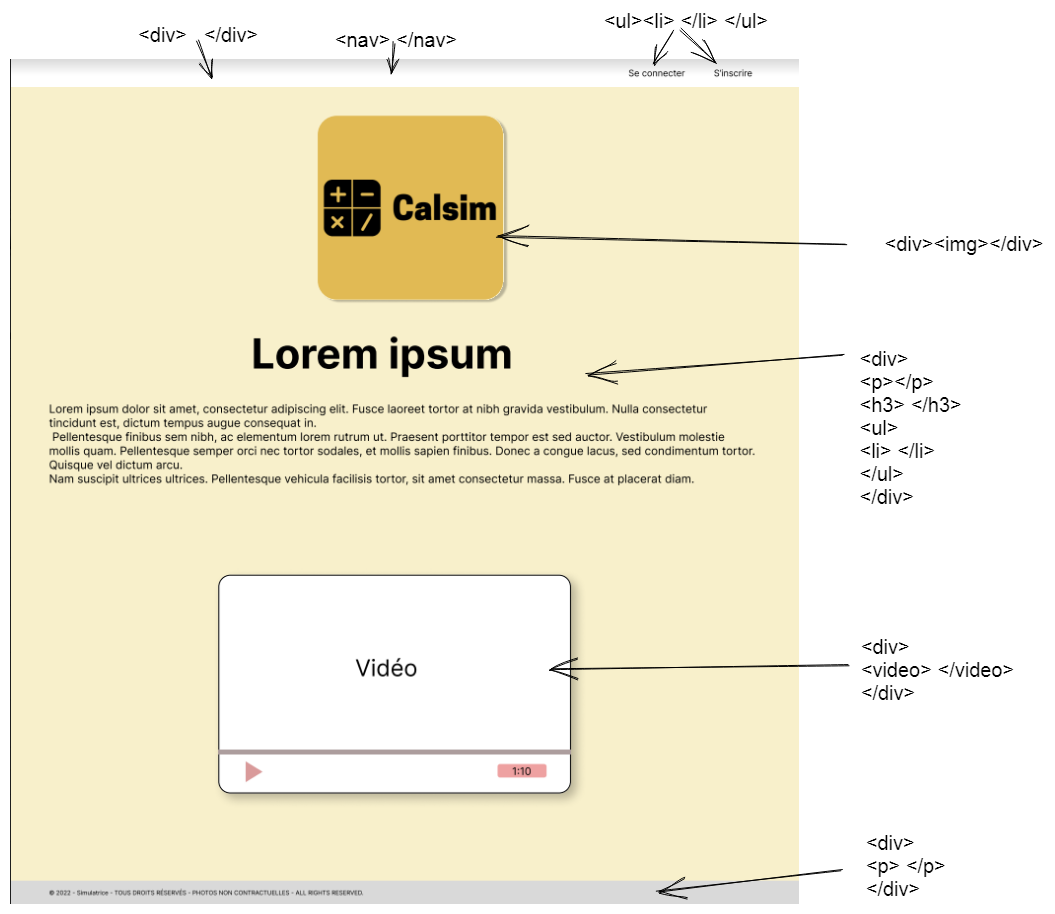 <ul><li> </li> </ul>
<div> </div>
<nav> </nav>
Se connecter
S'inscrire
Calsim
<div><img></div>
Lorem ipsum
<div>
<p></p>
<h3> </h3>
<ul>
<li> </li>
</ul>
</div>
Lorem ipsum dolor sit amet, consectetur adipiscing elit. Fusce laoreet tortor at nibh gravida vestibulum. Nulla consectetur
tincidunt est, dictum tempus augue consequat in.
Pellentesque finibus sem nibh, ac elementum lorem rutrum ut. Praesent porttitor tempor est sed auctor. Vestibulum molestie
mollis quam. Pellentesque semper orci nec tortor sodales, et mollis sapien finibus. Donec a congue lacus, sed condimentum tortor.
Quisque vel dictum arcu.
Nam suscipit ultrices ultrices. Pellentesque vehicula facilisis tortor, sit amet consectetur massa. Fusce at placerat diam.
Vidéo
1:10
<div>
<video> </video>
</div>
<div>
<p> </p>
</div>
© 2022 - Simulatrice - TOUS DROITS RÉSERVÉS - PHOTOS NON CONTRACTUELLES - ALL RIGHTS RESERVED.